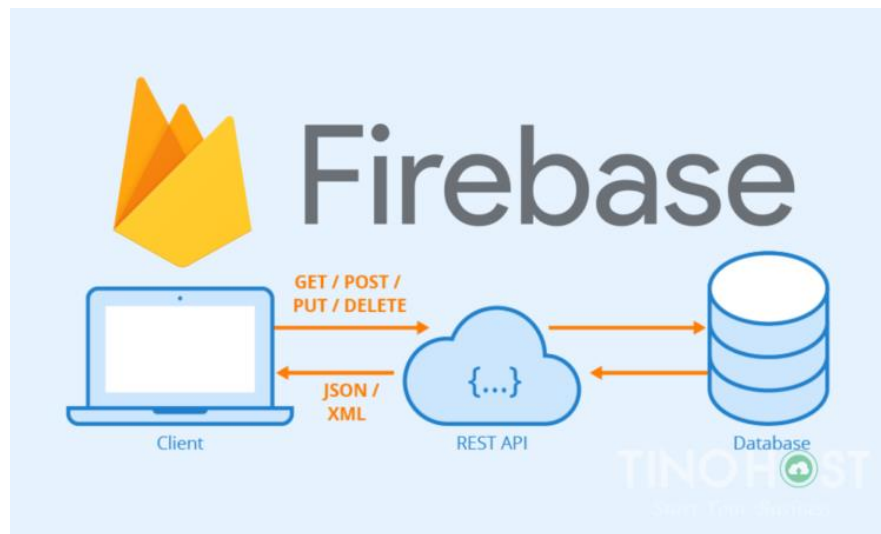 Firebase
GET / POST /
PUT / DELETE
{...}
JSON /
XML
Client
REST API
Database
TINOHOST